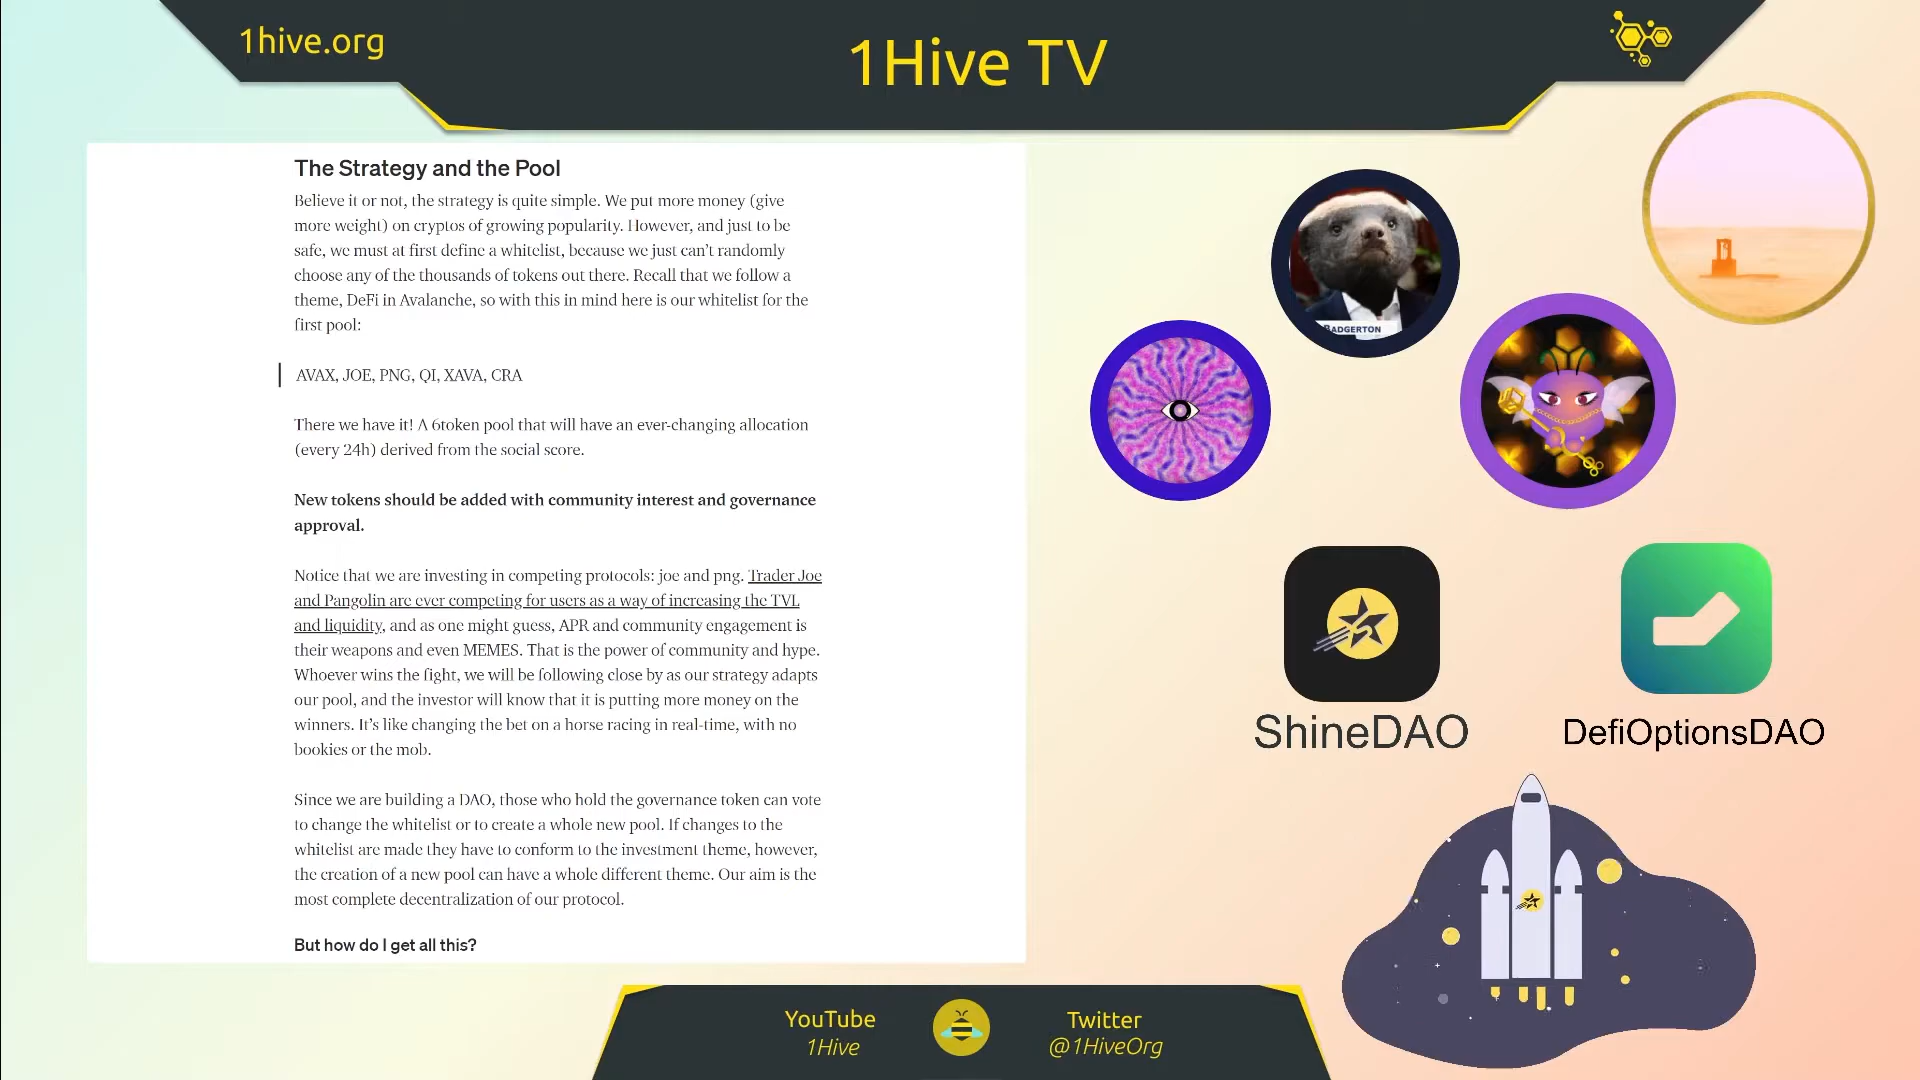 1hive.org
1Hive TV
The Strategy and the Pool
Believe it or not, the strategy is quite simple. We put more money (give
more weight) on cryptos of growing popularity. However, and just to be
safe, we must at first define a whitelist, because we just can't randomly
choose any of the thousands of tokens out there. Recall that we follow a
theme, DeFi in Avalanche, so with this in mind here is our whitelist for the
first pool:
AVAX, JOE, PNG, QI, XAVA, CRA
There we have it! A 6token pool that will have an ever-changing allocation
(every 24h) derived from the social score.
New tokens should be added with community interest and governance
approval.
Notice that we are investing in competing protocols: joe and png. Trader Joe
and Pangolin are ever competing for users as a way of increasing the TVL
and liquidity, and as one might guess, APR and community engagement is
their weapons and even MEMES. That is the power of community and hype.
Whoever wins the fight, we will be following close by as our strategy adapts
our pool, and the investor will know that it is putting more money on the
winners. It's like changing the bet on a horse racing in real-time, with no
bookies or the mob.
Since we are building a DAO, those who hold the governance token can vote
to change the whitelist or to create a whole new pool. If changes to the
whitelist are made they have to conform to the investment theme, however,
the creation of a new pool can have a whole different theme. Our aim is the
most complete decentralization of our protocol.
But how do I get all this?
BADGERTON
ShineDAO
DefiOptionsDAO
YouTube
1Hive
Twitter
@1HiveOrg